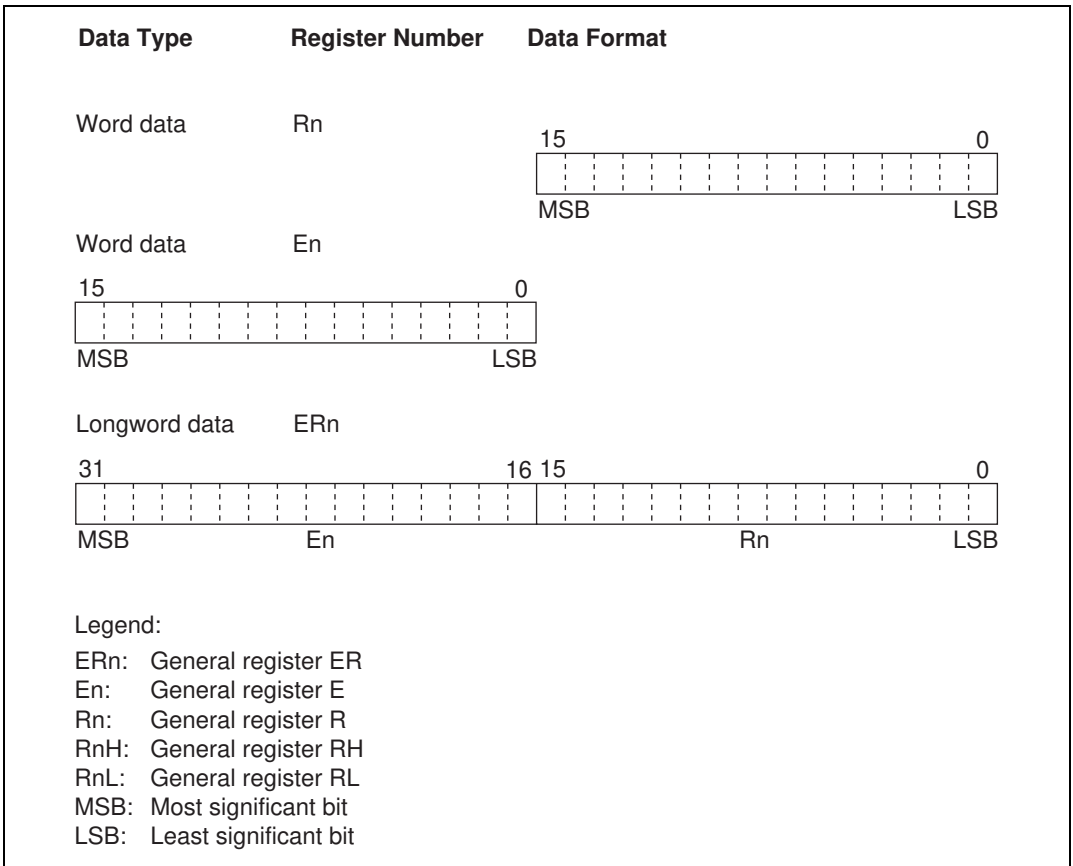 Data Type Register Number Data Format
Word data Rn
15 0
MSB LSB
Word data En
15 0
MSB LSB
Longword data ERn
31 16 15 0
MSB En Rn LSB
Legend:
ERn: General register ER
En: General register E
Rn: General register R
RnH: General register RH
RnL: General register RL
MSB: Most significant bit
LSB: Least significant bit